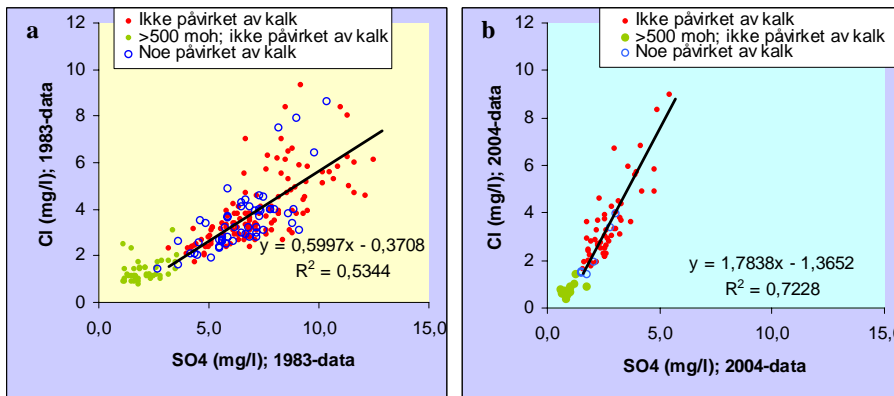 a
Ikke påvirket av kalk
>500 moh; ikke påvirket av kalk
Noe påvirket av kalk
12
10
8
6
4
2
0
Cl (mg/l); 1983-data
y = 0,5997x - 0,3708
R² = 0,5344
0,0 5,0 10,0 15,0
SO4 (mg/l); 1983-data
b
Ikke påvirket av kalk
>500 moh; ikke påvirket av kalk
Noe påvirket av kalk
12
10
8
6
4
2
0
Cl (mg/l); 2004-data
y = 1,7838x - 1,3652
R² = 0,7228
0,0 5,0 10,0 15,0
SO4 (mg/l); 2004-data